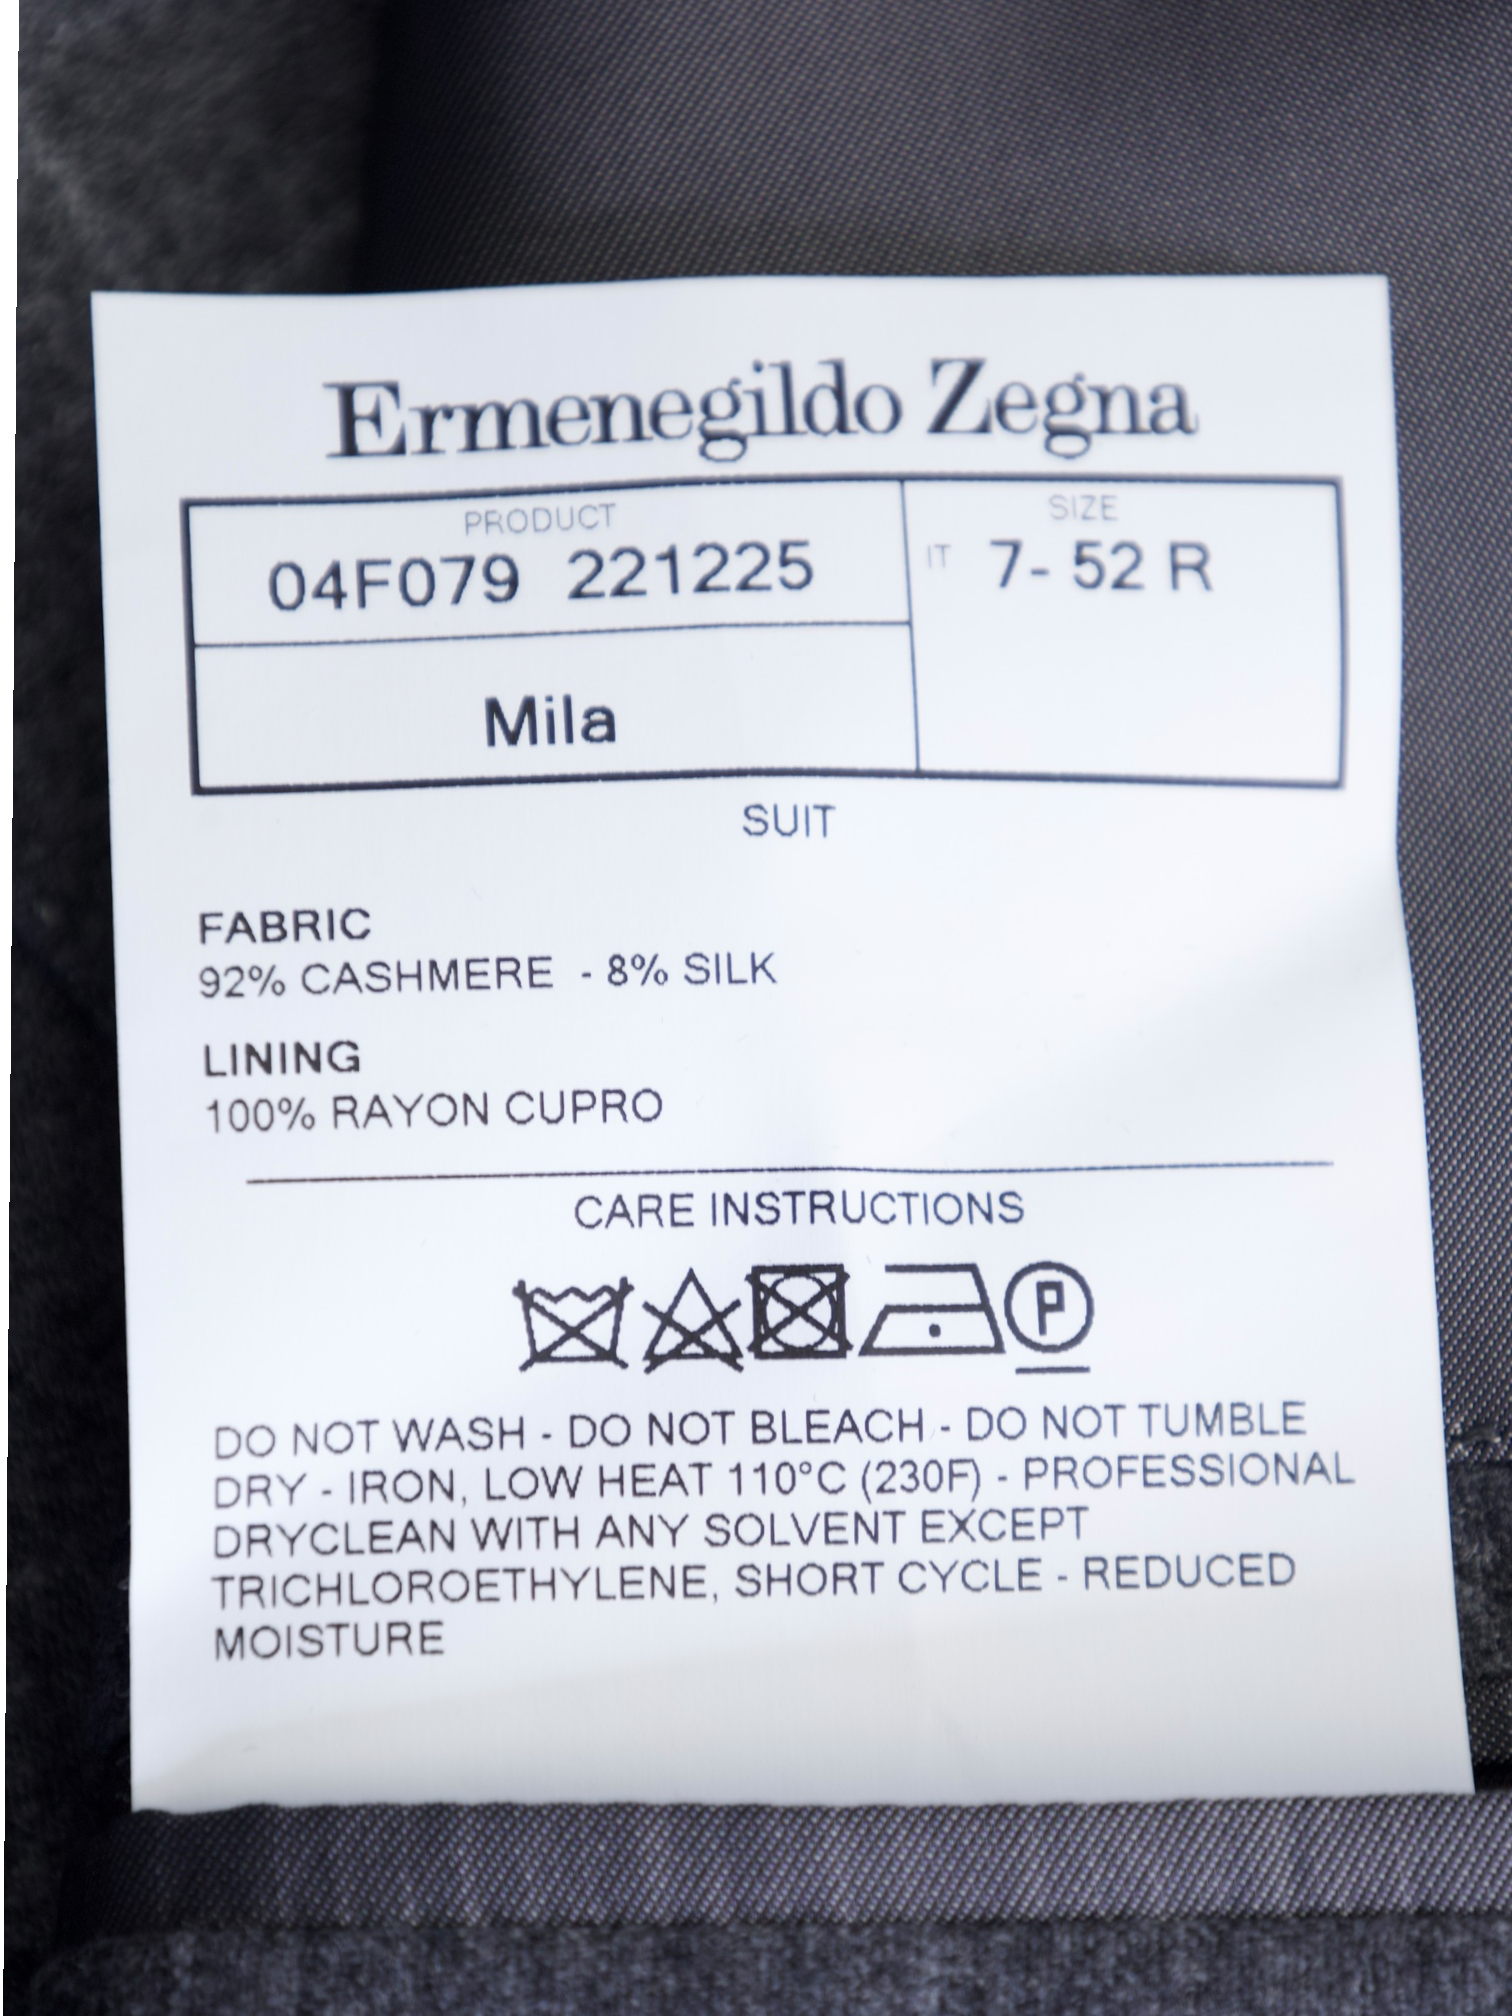 Ermenegildo Zegna
PRODUCT
04F079 221225
SIZE
IT 7- 52 R
Mila
SUIT
FABRIC
92% CASHMERE - 8% SILK
LINING
100% RAYON CUPRO
CARE INSTRUCTIONS
P
DO NOT WASH - DO NOT BLEACH - DO NOT TUMBLE
DRY - IRON, LOW HEAT 110°C (230F) - PROFESSIONAL
DRYCLEAN WITH ANY SOLVENT EXCEPT
TRICHLOROETHYLENE, SHORT CYCLE - REDUCED
MOISTURE